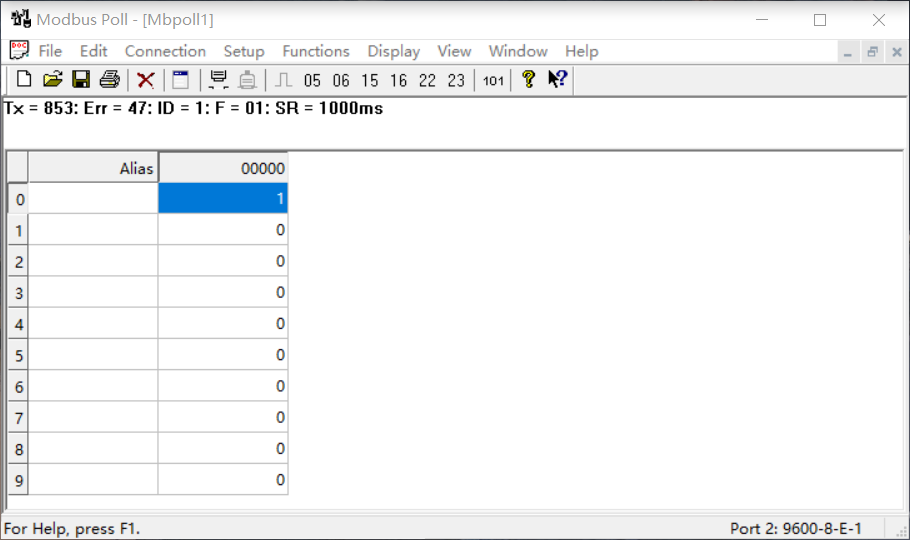 Modbus Poll - [Mbpoll1]
File Edit Connection Setup Functions Display View Window Help
05 06 15 16 22 23 101
Tx = 853: Err = 47: ID = 1: F = 01: SR = 1000ms
Alias 00000
0 1
1 0
2 0
3 0
4 0
5 0
6 0
7 0
8 0
9 0
For Help, press F1. Port 2: 9600-8-E-1